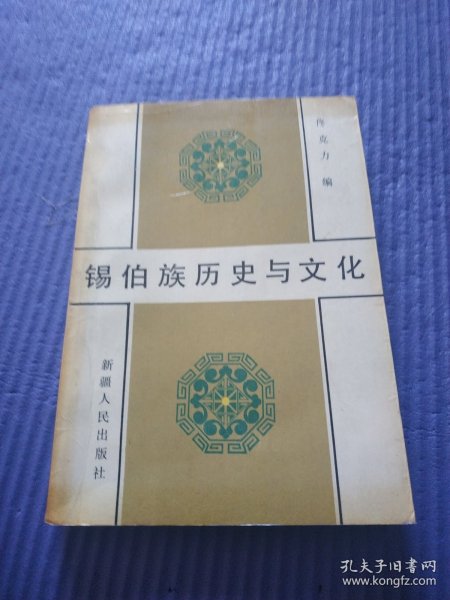 佟克力 编
锡伯族历史与文化
新疆人民出版社
孔夫子旧书网
www.kongfz.com